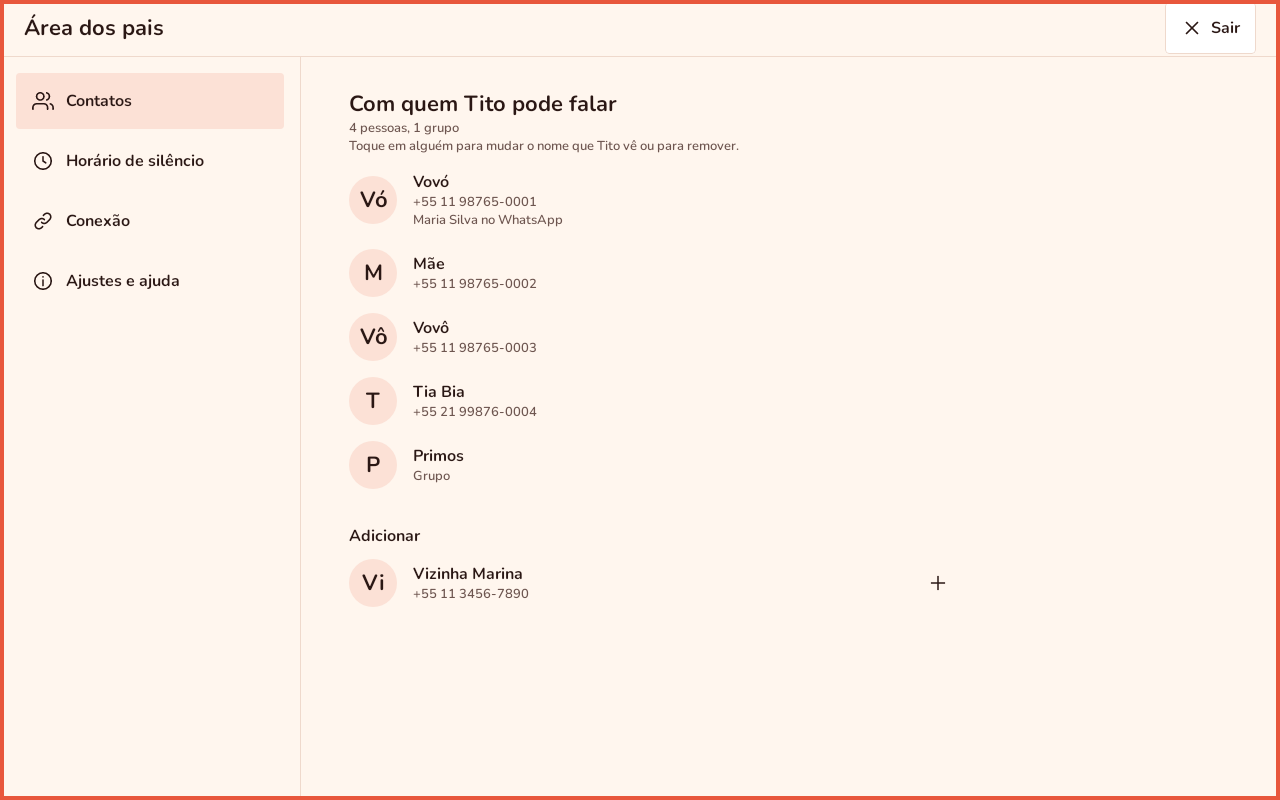 Área dos pais
Sair
Contatos
Horário de silêncio
Conexão
Ajustes e ajuda
Com quem Tito pode falar
4 pessoas, 1 grupo
Toque em alguém para mudar o nome que Tito vê ou para remover.
Vó
Vovó
+55 11 98765-0001
Maria Silva no WhatsApp
M
Mãe
+55 11 98765-0002
Vô
Vovô
+55 11 98765-0003
T
Tia Bia
+55 21 99876-0004
P
Primos
Grupo
Adicionar
Vi
Vizinha Marina
+55 11 3456-7890